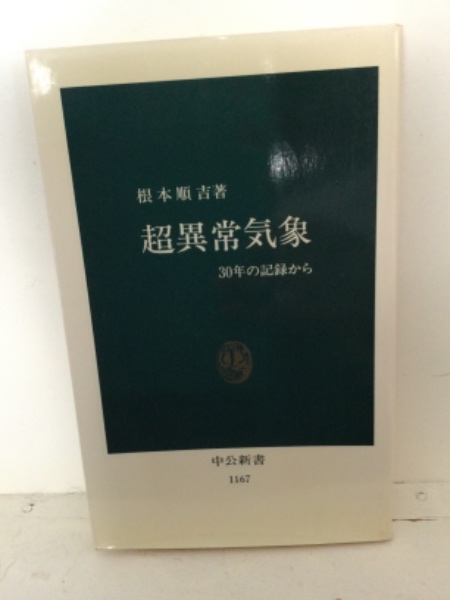 根本順吉著
超異常気象
30年の記録から
中公新書
1167